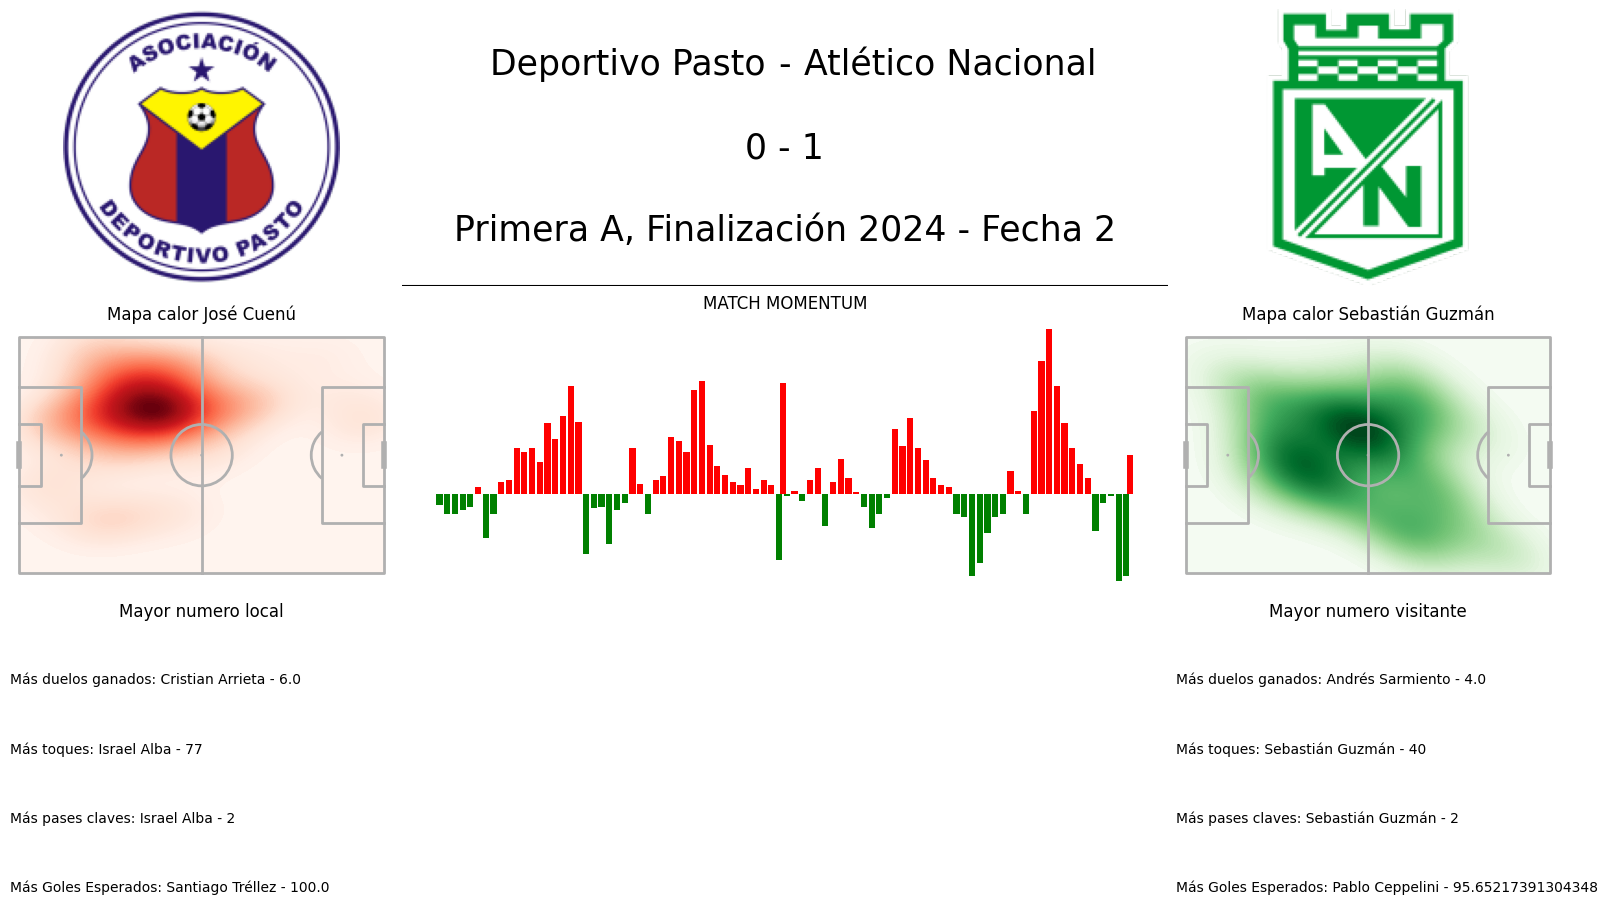 ASOCIACIÓN
DEPORTIVO PASTO
Deportivo Pasto - Atlético Nacional
0 - 1
Primera A, Finalización 2024 - Fecha 2
AN
Mapa calor José Cuenú
MATCH MOMENTUM
Mapa calor Sebastián Guzmán
Mayor numero local
Más duelos ganados: Cristian Arrieta - 6.0
Más toques: Israel Alba - 77
Más pases claves: Israel Alba - 2
Más Goles Esperados: Santiago Tréllez - 100.0
Mayor numero visitante
Más duelos ganados: Andrés Sarmiento - 4.0
Más toques: Sebastián Guzmán - 40
Más pases claves: Sebastián Guzmán - 2
Más Goles Esperados: Pablo Ceppelini - 95.65217391304348